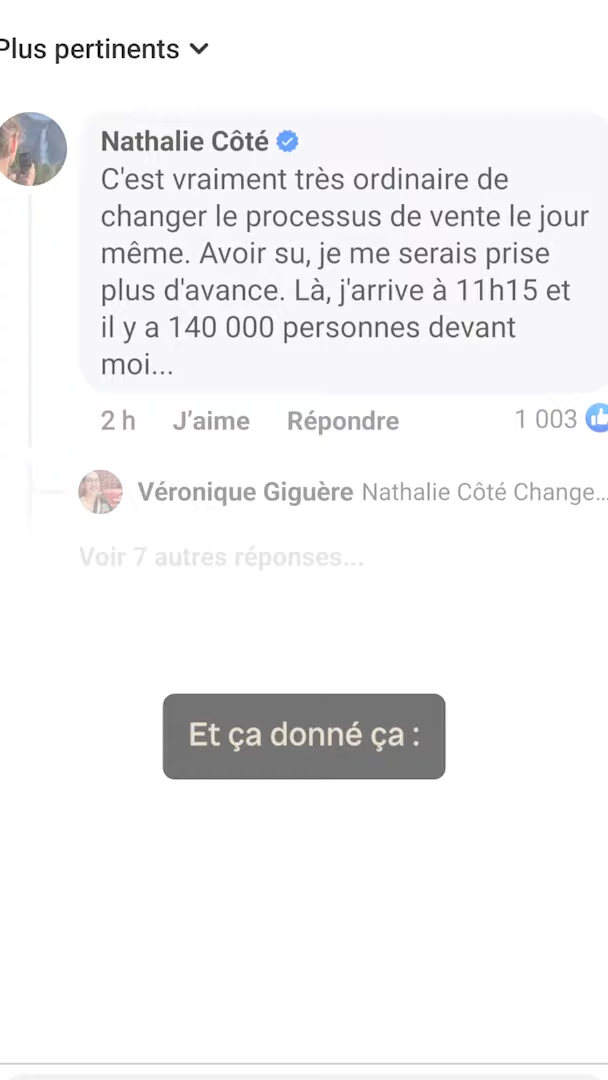 Plus pertinents
Nathalie Côté
C'est vraiment très ordinaire de
changer le processus de vente le jour
même. Avoir su, je me serais prise
plus d'avance. Là, j'arrive à 11h15 et
il y a 140 000 personnes devant
moi...
2 h J’aime Répondre 1 003
Véronique Giguère Nathalie Côté Change...
Voir 7 autres réponses...
Et ça donné ça :